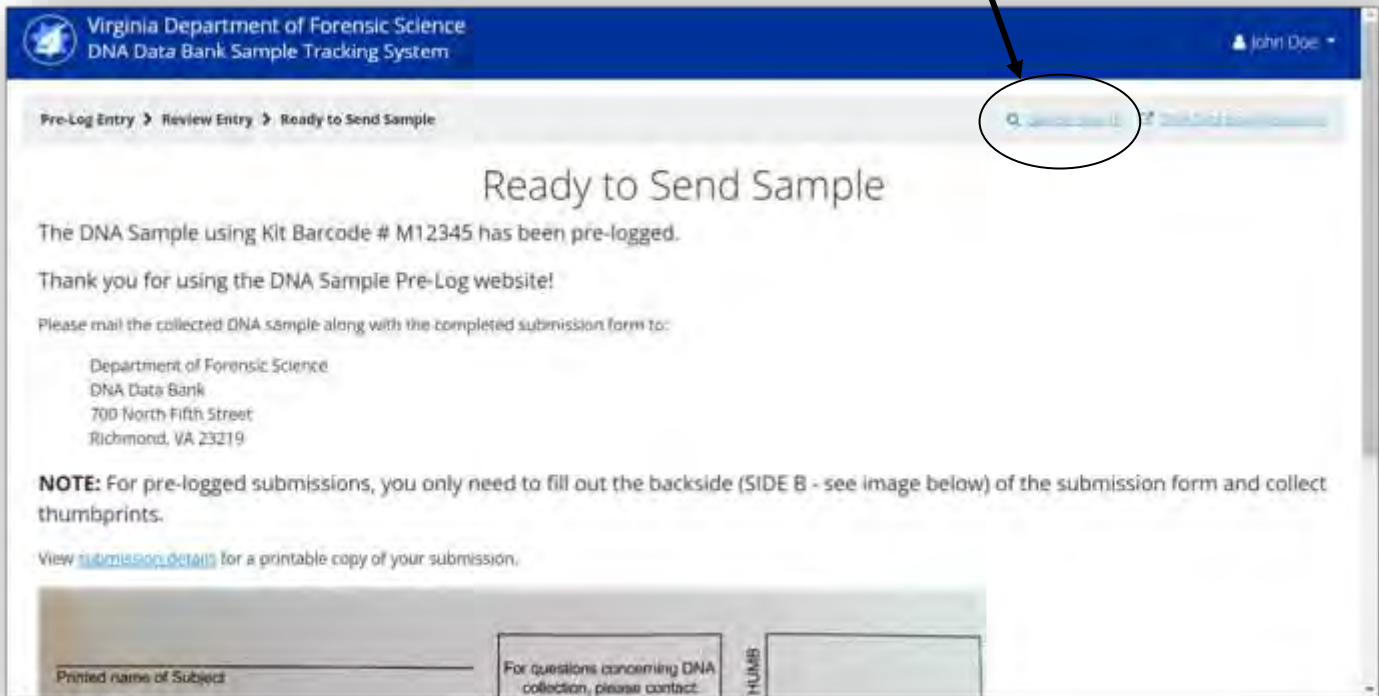 Virginia Department of Forensic Science
DNA Data Bank Sample Tracking System
John Doe
Pre-Log Entry > Review Entry > Ready to Send Sample
Ready to Send Sample
The DNA Sample using Kit Barcode # M12345 has been pre-logged.
Thank you for using the DNA Sample Pre-Log website!
Please mail the collected DNA sample along with the completed submission form to:
Department of Forensic Science
DNA Data Bank
700 North Fifth Street
Richmond, VA 23219
NOTE: For pre-logged submissions, you only need to fill out the backside (SIDE B - see image below) of the submission form and collect
thumbprints.
View submission details for a printable copy of your submission.
Printed name of Subject
For questions concerning DNA
collection, please contact
HUMB